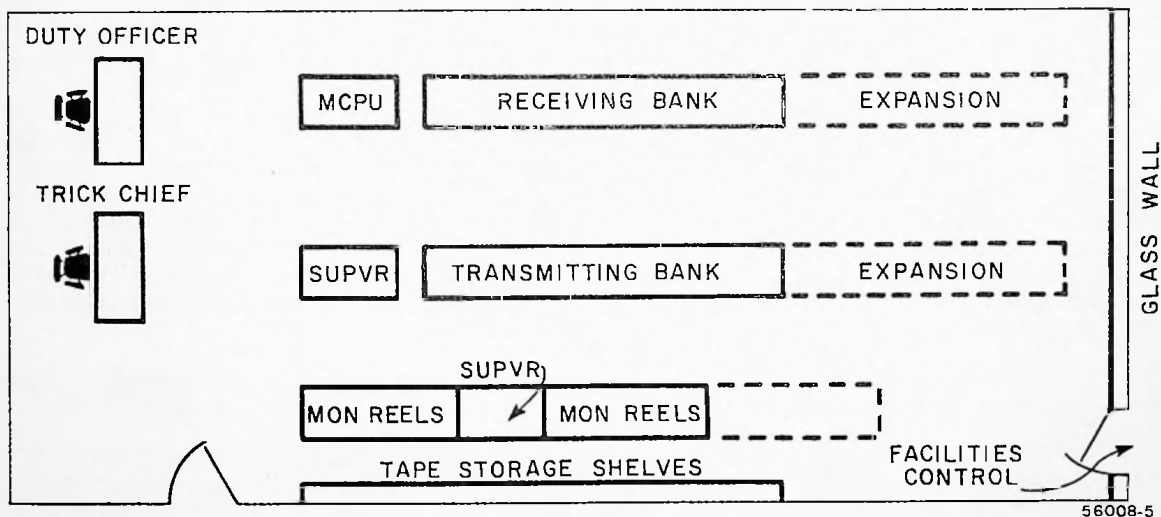 DUTY OFFICER
MCPU
RECEIVING BANK
EXPANSION
TRICK CHIEF
SUPVR
TRANSMITTING BANK
EXPANSION
GLASS WALL
SUPVR
MON REELS
MON REELS
TAPE STORAGE SHELVES
FACILITIES
CONTROL
56008-5